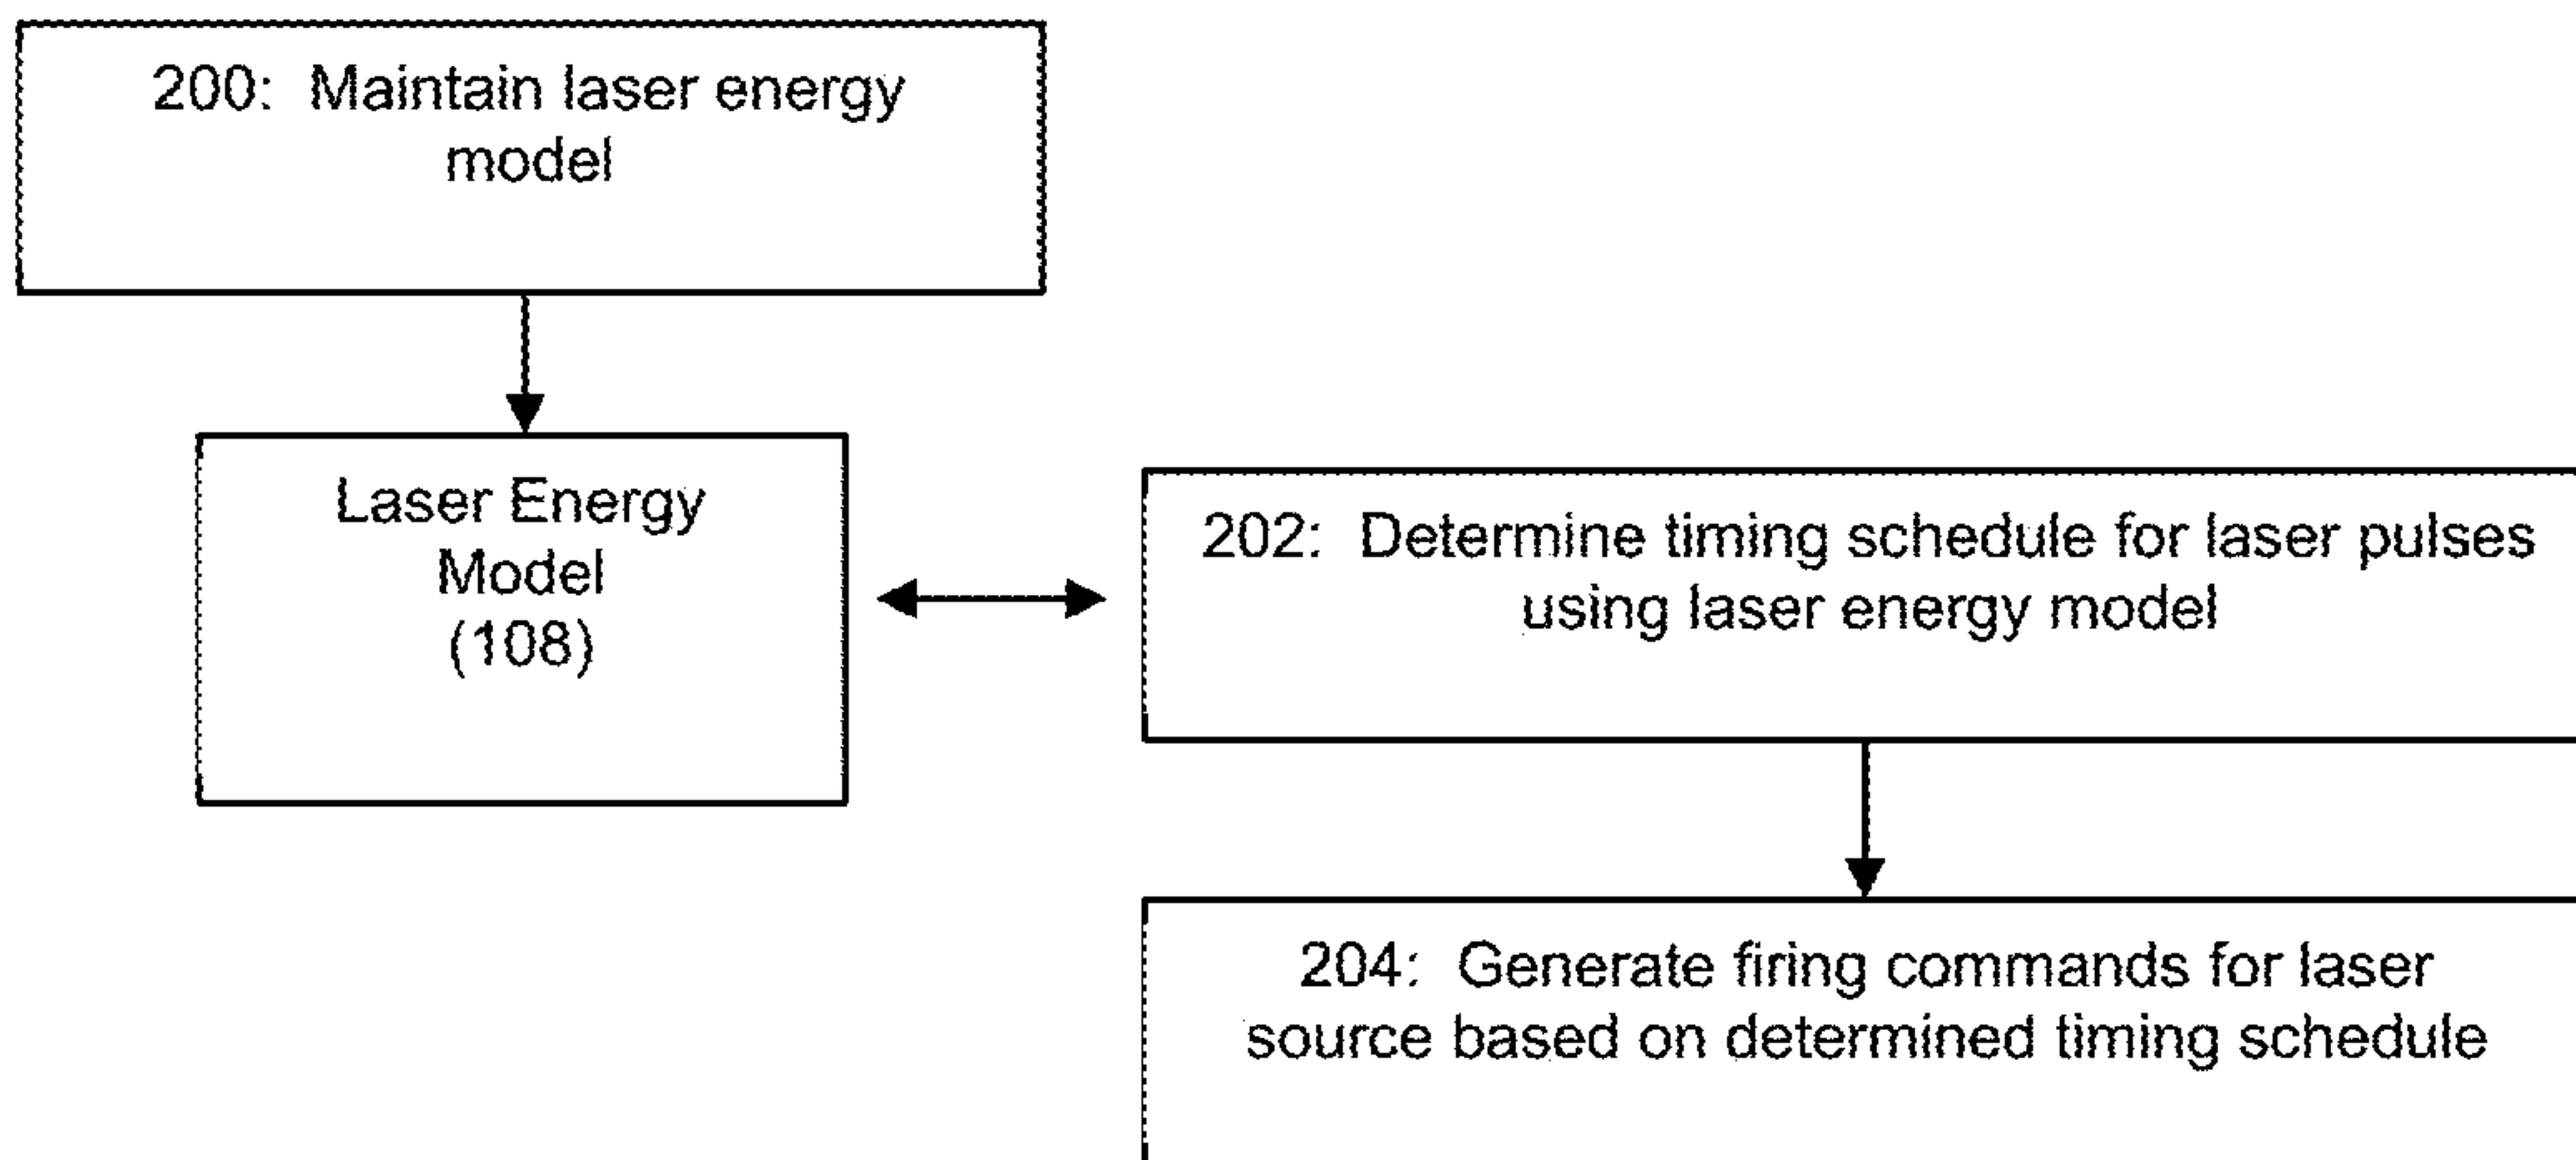 200: Maintain laser energy
model
Laser Energy
Model
(108)
202: Determine timing schedule for laser pulses
using laser energy model
204: Generate firing commands for laser
source based on determined timing schedule